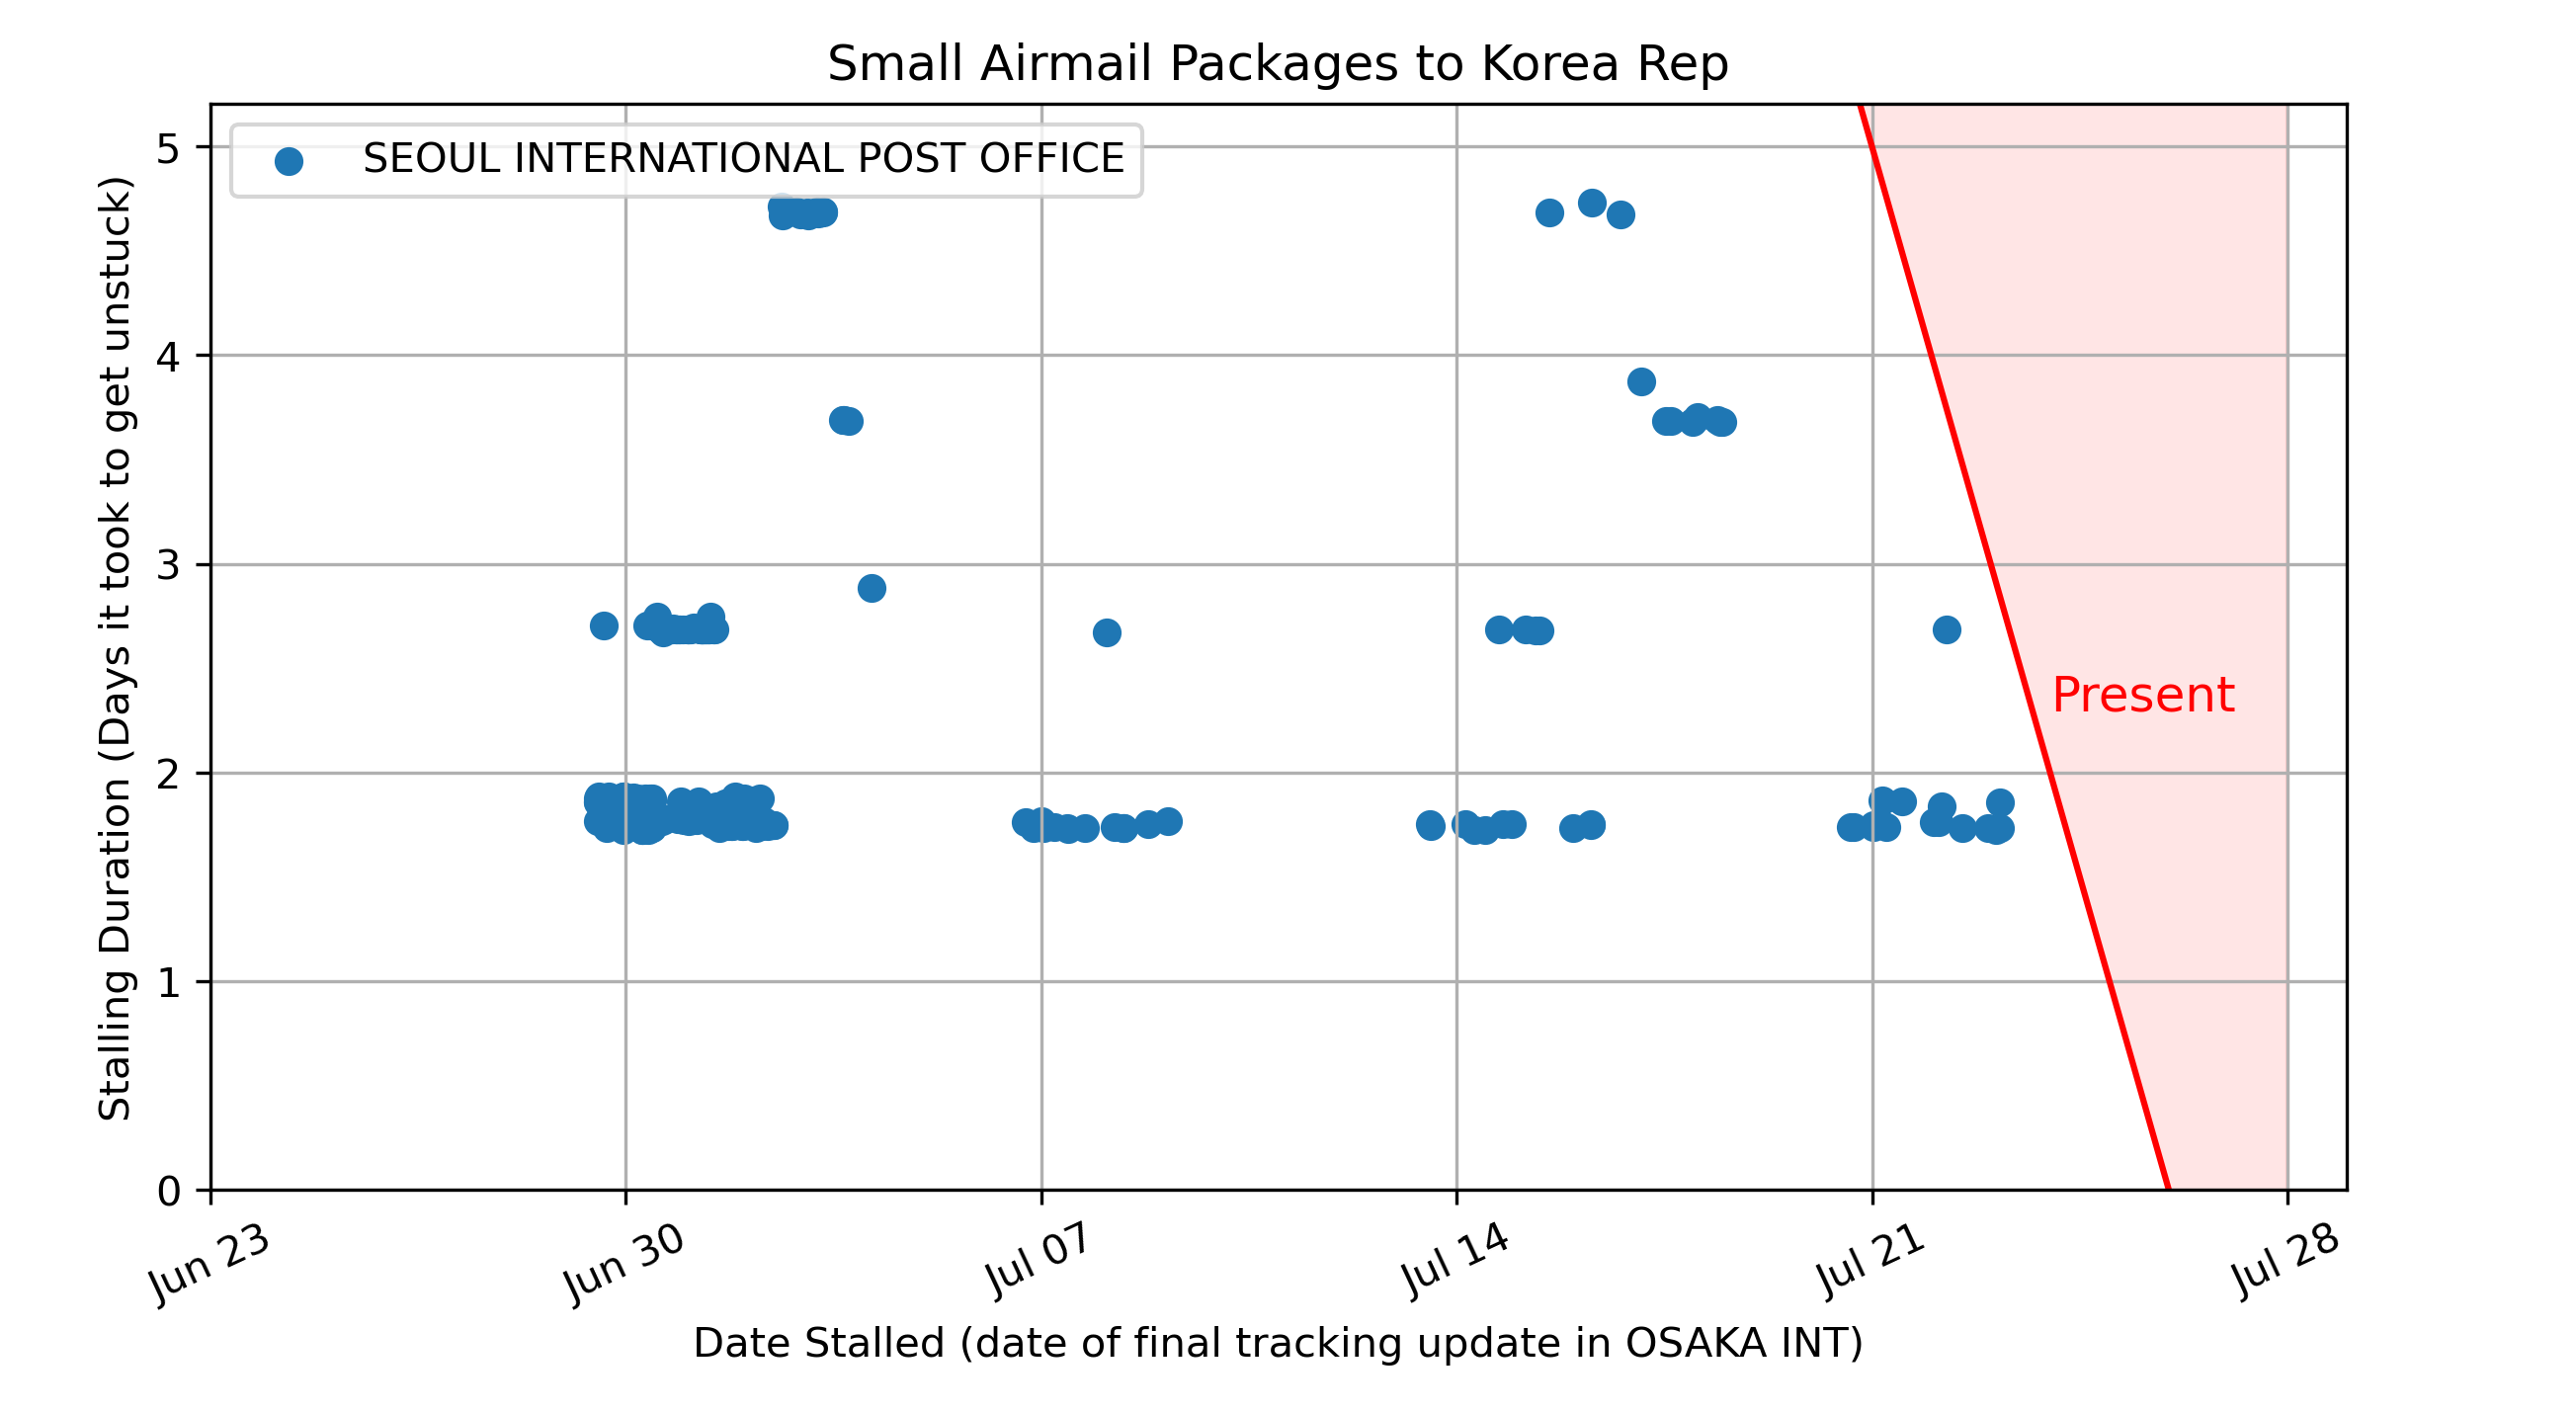 Small Airmail Packages to Korea Rep
SEOUL INTERNATIONAL POST OFFICE
Stalling Duration (Days it took to get unstuck)
5
4
3
2
1
0
Present
Jun 23
Jun 30
Jul 07
Jul 14
Jul 21
Jul 28
Date Stalled (date of final tracking update in OSAKA INT)